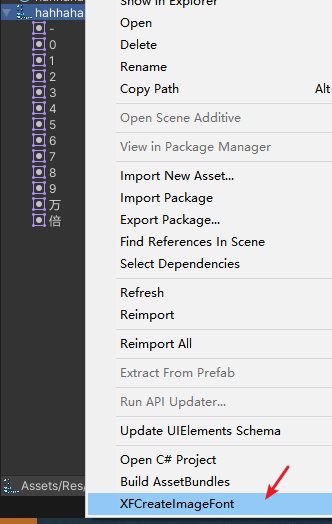 hahhaha
-
0
1
2
3
4
5
6
7
8
9
万
倍
Assets/Res/
Show in Explorer
Open
Delete
Rename
Copy Path Alt
Open Scene Additive
View in Package Manager
Import New Asset...
Import Package
Export Package...
Find References In Scene
Select Dependencies
Refresh
Reimport
Reimport All
Extract From Prefab
Run API Updater...
Update UIElements Schema
Open C# Project
Build AssetBundles
XFCreateImageFont